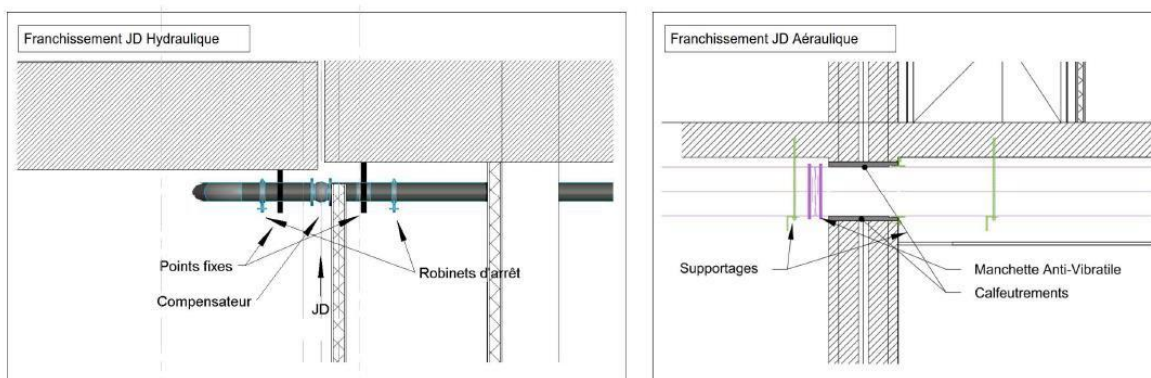 Franchissement JD Hydraulique
Points fixes
Robinets d'arrêt
Compensateur
JD
Franchissement JD Aéraulique
Supportages
Manchette Anti-Vibratile
Calfeutrements